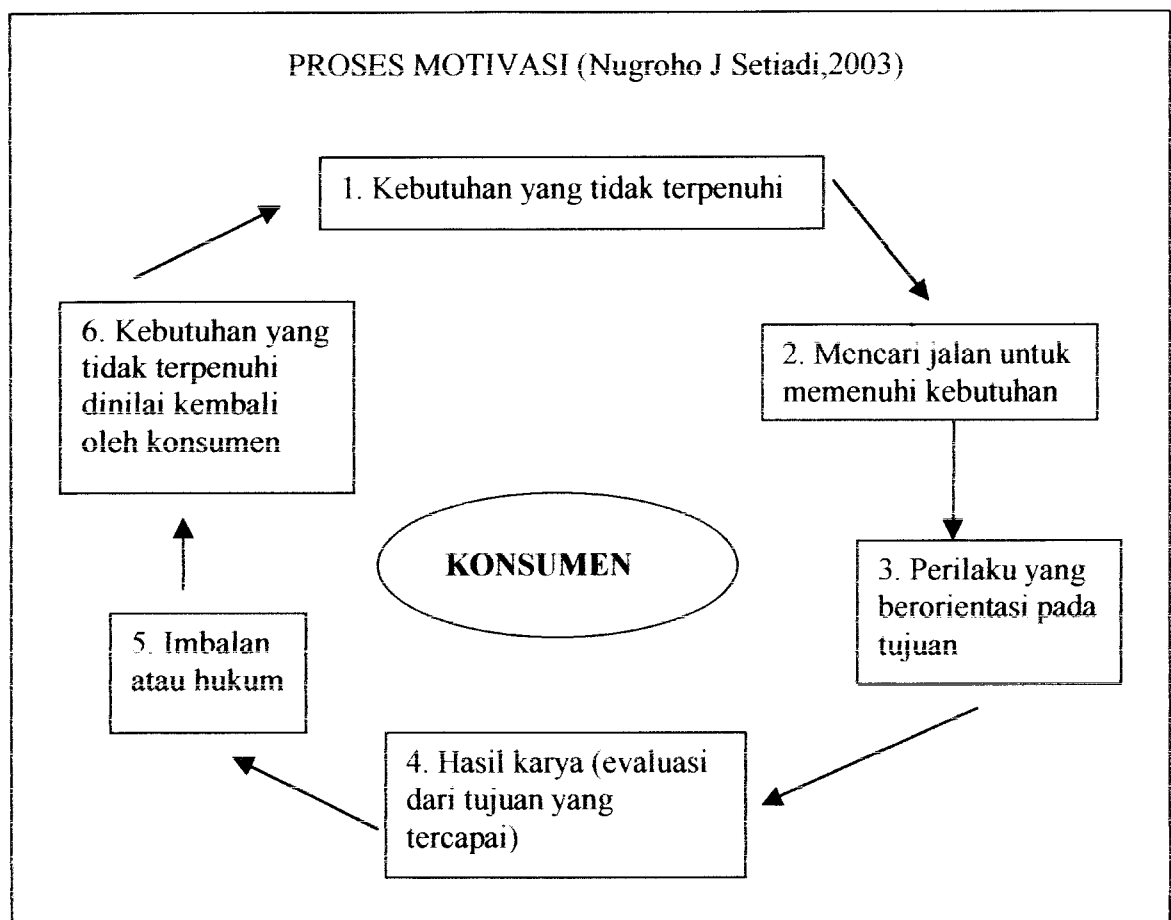 PROSES MOTIVASI (Nugroho J Setiadi,2003)
1. Kebutuhan yang tidak terpenuhi
2. Mencari jalan untuk
memenuhi kebutuhan
3. Perilaku yang
berorientasi pada
tujuan
4. Hasil karya (evaluasi
dari tujuan yang
tercapai)
5. Imbalan
atau hukum
6. Kebutuhan yang
tidak terpenuhi
dinilai kembali
oleh konsumen
KONSUMEN